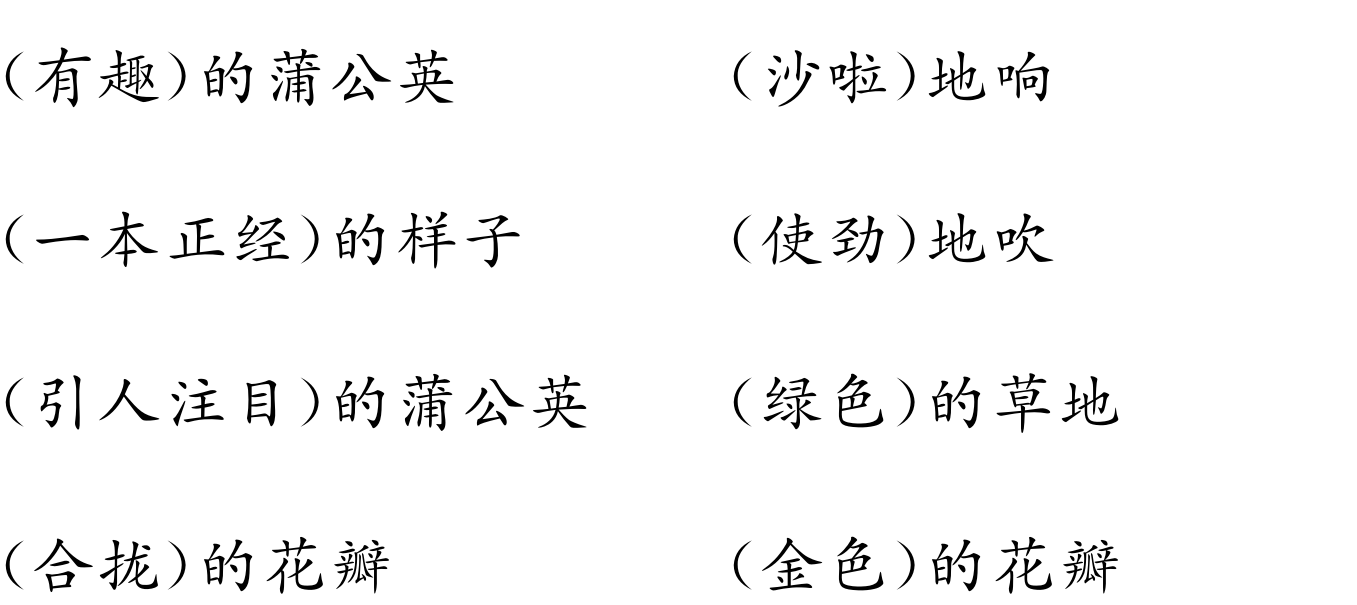 （有趣）的蒲公英 （沙啦）地响
（一本正经）的样子 （使劲）地吹
（引人注目）的蒲公英 （绿色）的草地
（合拢）的花瓣 （金色）的花瓣